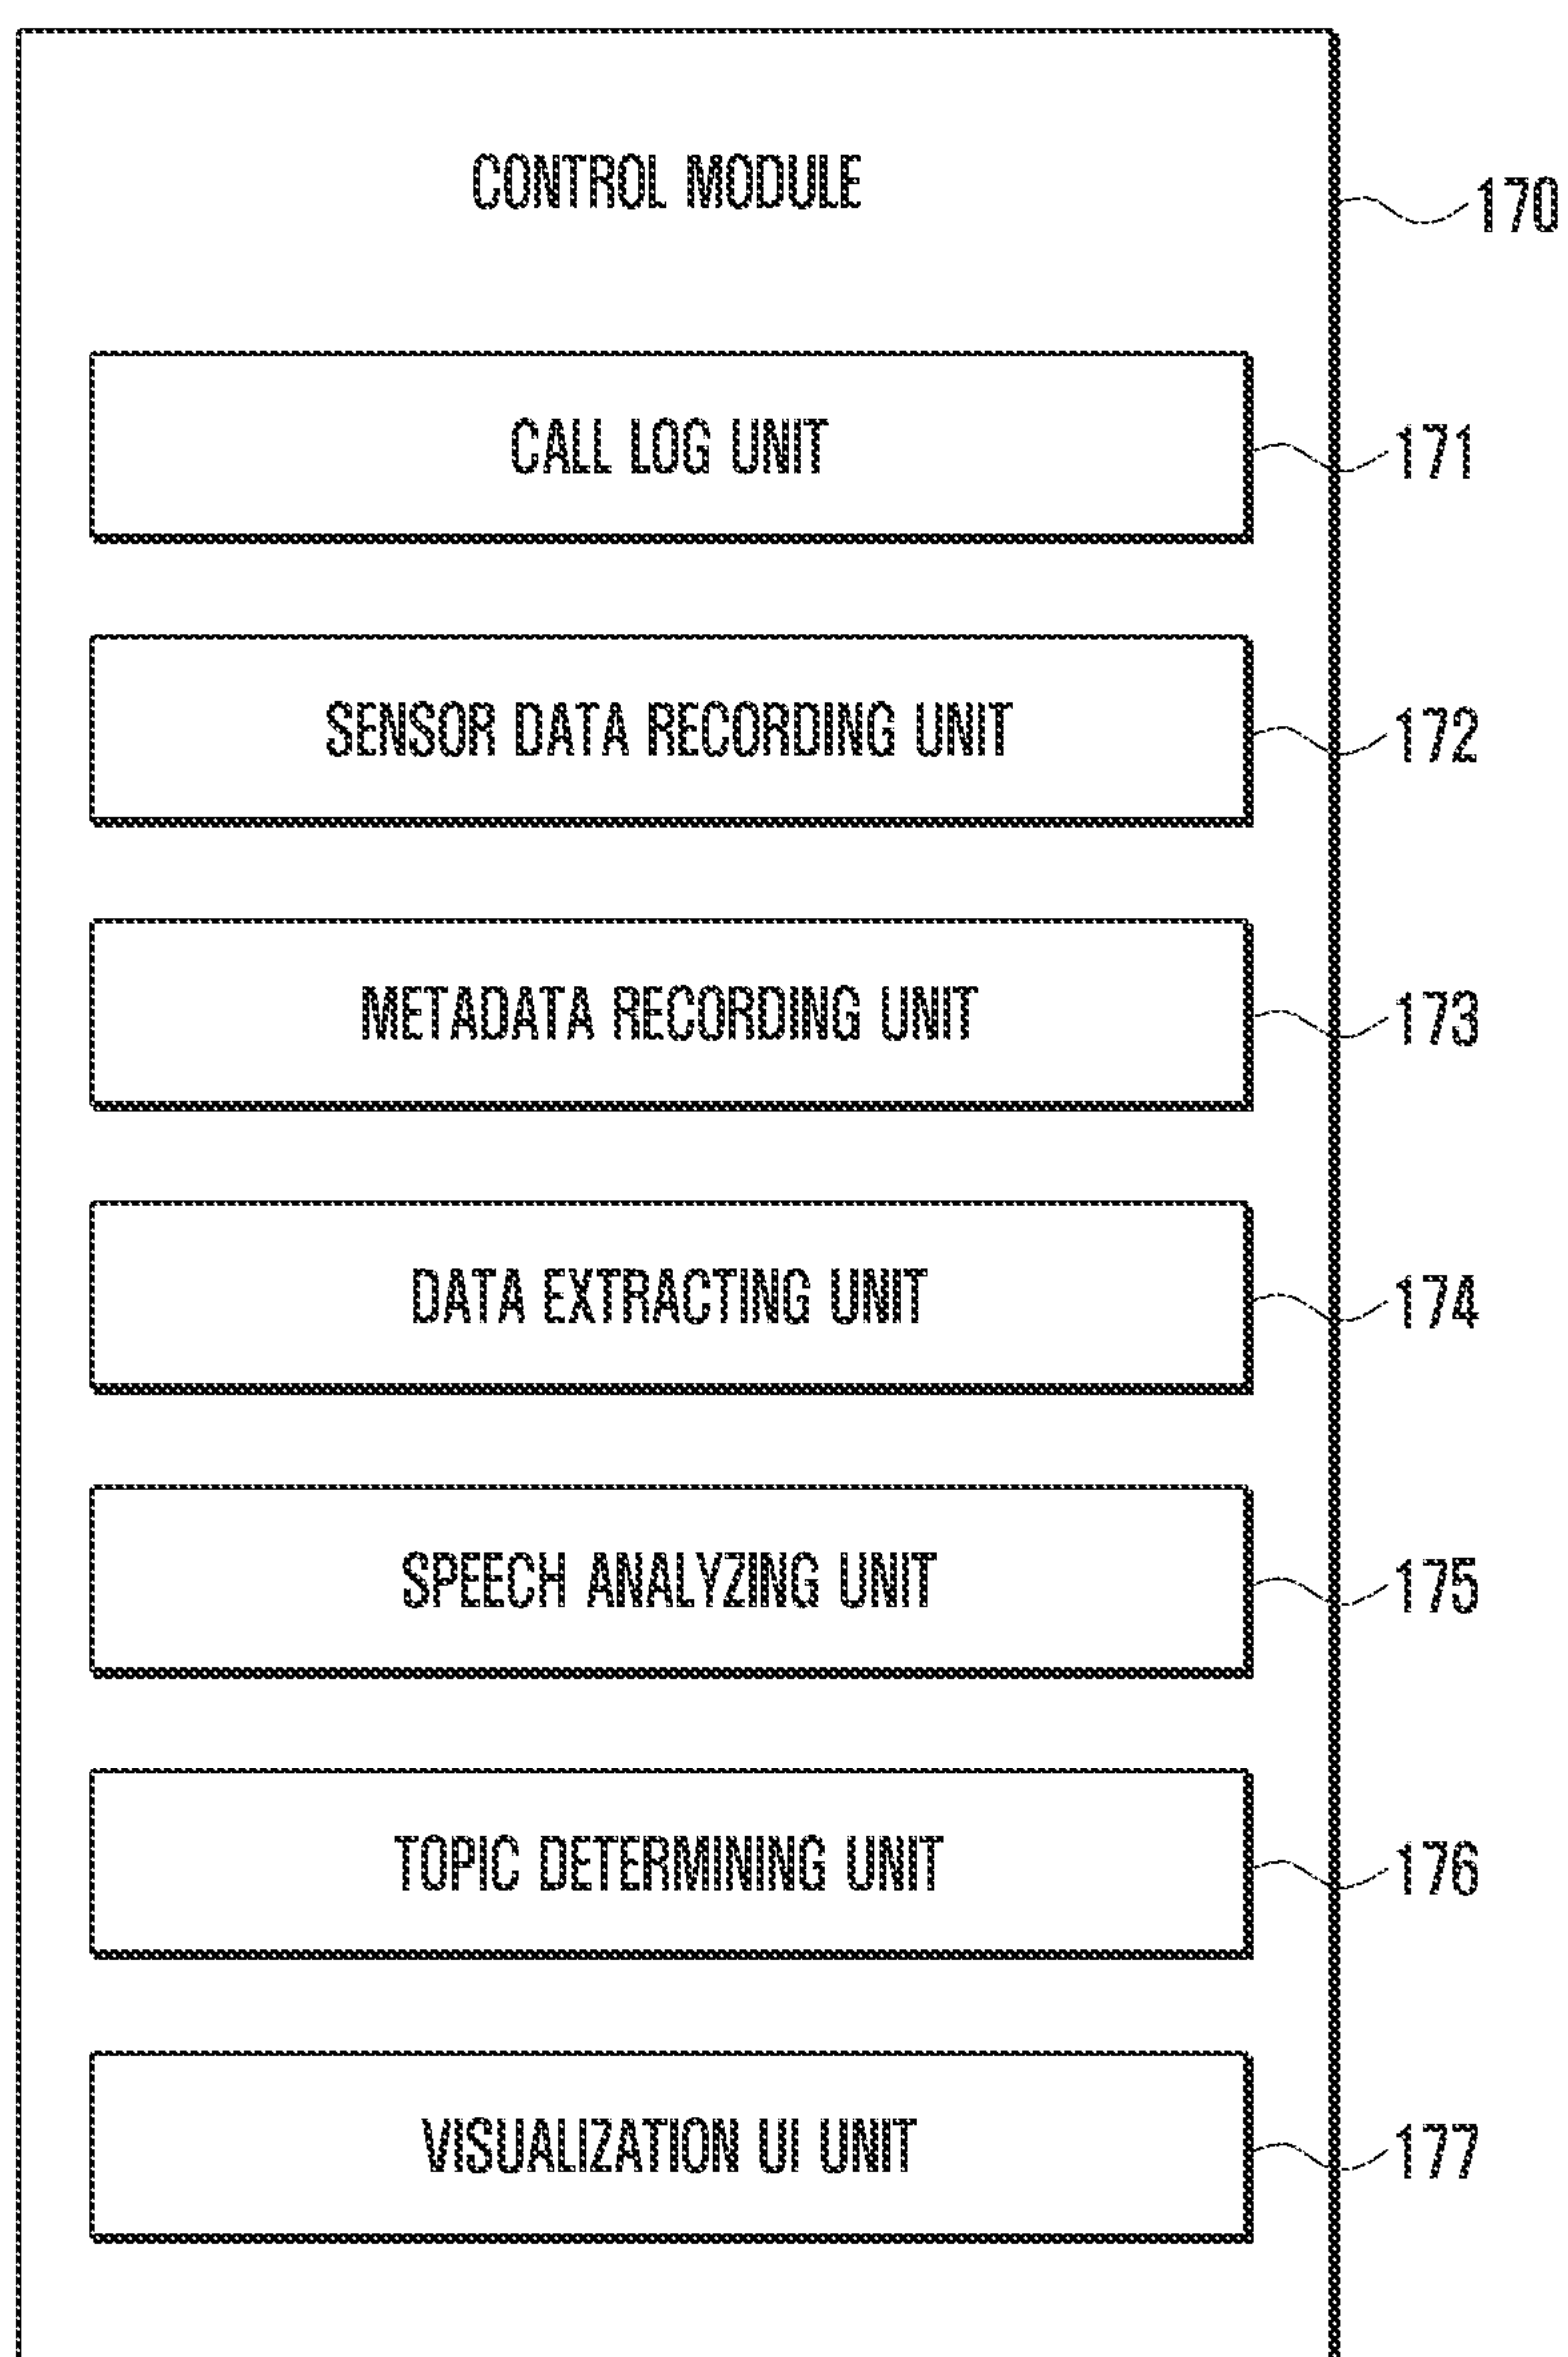 CONTROL MODULE
170
CALL LOG UNIT
171
SENSOR DATA RECORDING UNIT
172
METADATA RECORDING UNIT
173
DATA EXTRACTING UNIT
174
SPEECH ANALYZING UNIT
175
TOPIC DETERMINING UNIT
176
VISUALIZATION UI UNIT
177